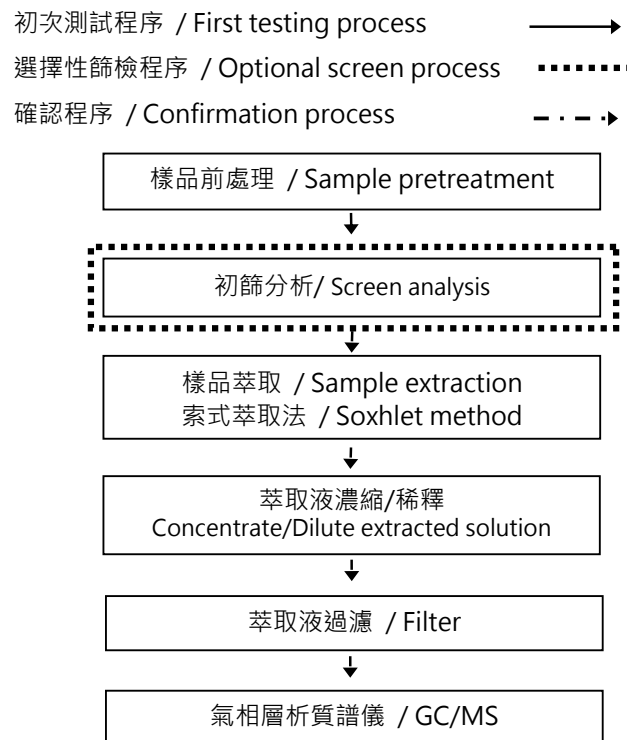 初次測試程序 / First testing process
選擇性篩檢程序 / Optional screen process
確認程序 / Confirmation process
樣品前處理 / Sample pretreatment
初篩分析/ Screen analysis
樣品萃取 / Sample extraction
索式萃取法 / Soxhlet method
萃取液濃縮/稀釋
Concentrate/Dilute extracted solution
萃取液過濾 / Filter
氣相層析質譜儀 / GC/MS